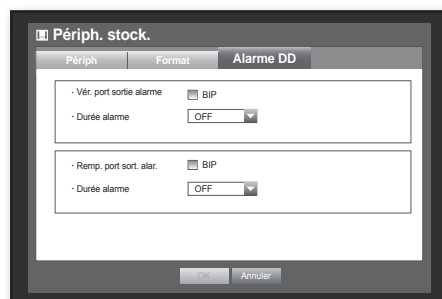 Périph. stock.
Périph Format Alarme DD
· Vér. port sortie alarme BIP
· Durée alarme OFF
· Remp. port sort. alar. BIP
· Durée alarme OFF
OK Annuler